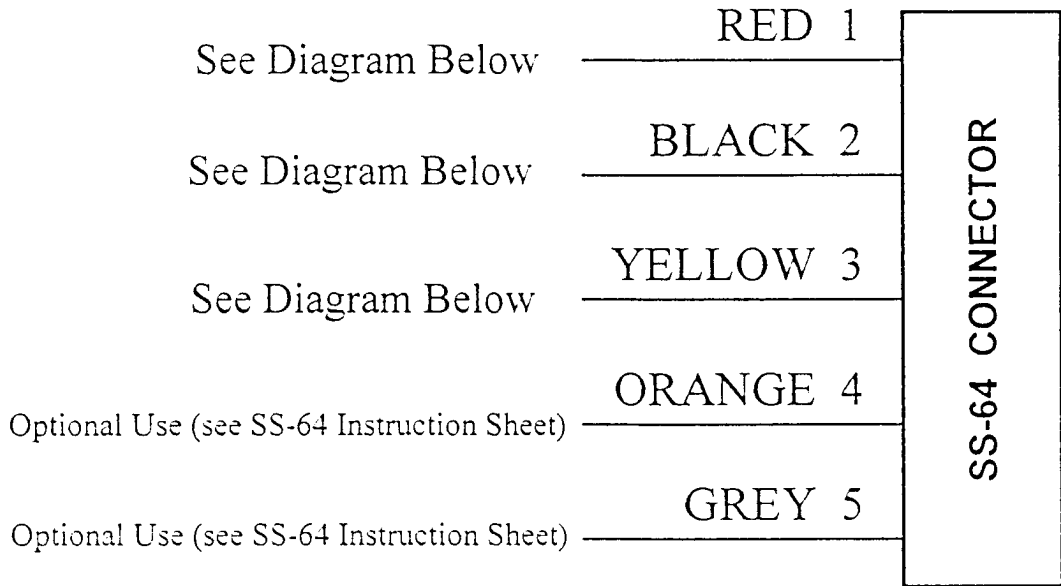 RED 1
See Diagram Below
BLACK 2
See Diagram Below
YELLOW 3
See Diagram Below
ORANGE 4
Optional Use (see SS-64 Instruction Sheet)
GREY 5
Optional Use (see SS-64 Instruction Sheet)
SS-64 CONNECTOR